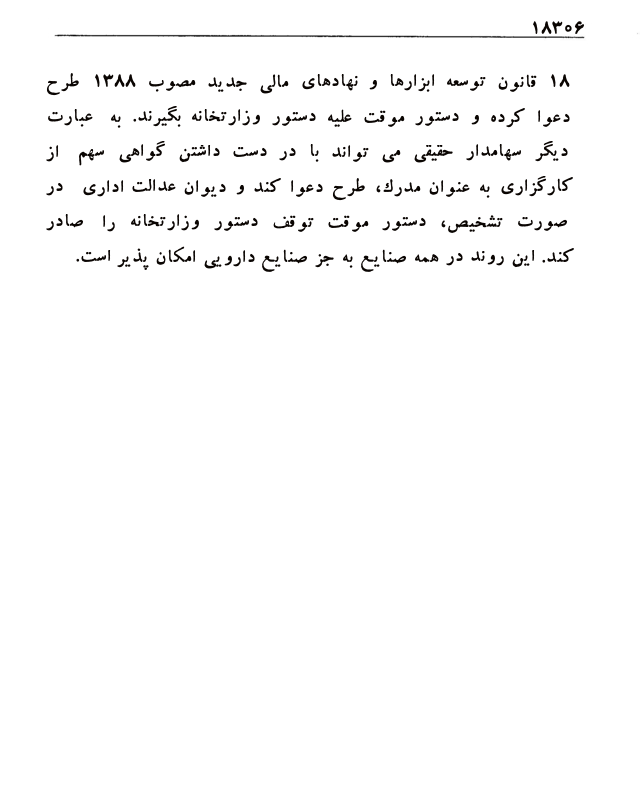 ۱۸۳۰۶
۱۸ قانون توسعه ابزارها و نهادهای مالی جدید مصوب ۱۳۸۸ طرح
دعوا کرده و دستور موقت علیه دستور وزارتخانه بگیرند. به عبارت
دیگر سهامدار حقیقی می تواند با در دست داشتن گواهی سهم از
کارگزاری به عنوان مدرك، طرح دعوا کند و دیوان عدالت اداری در
صورت تشخیص، دستور موقت توقف دستور وزارتخانه را صادر
کند. این روند در همه صنایع به جز صنایع دارویی امکان پذیر است.